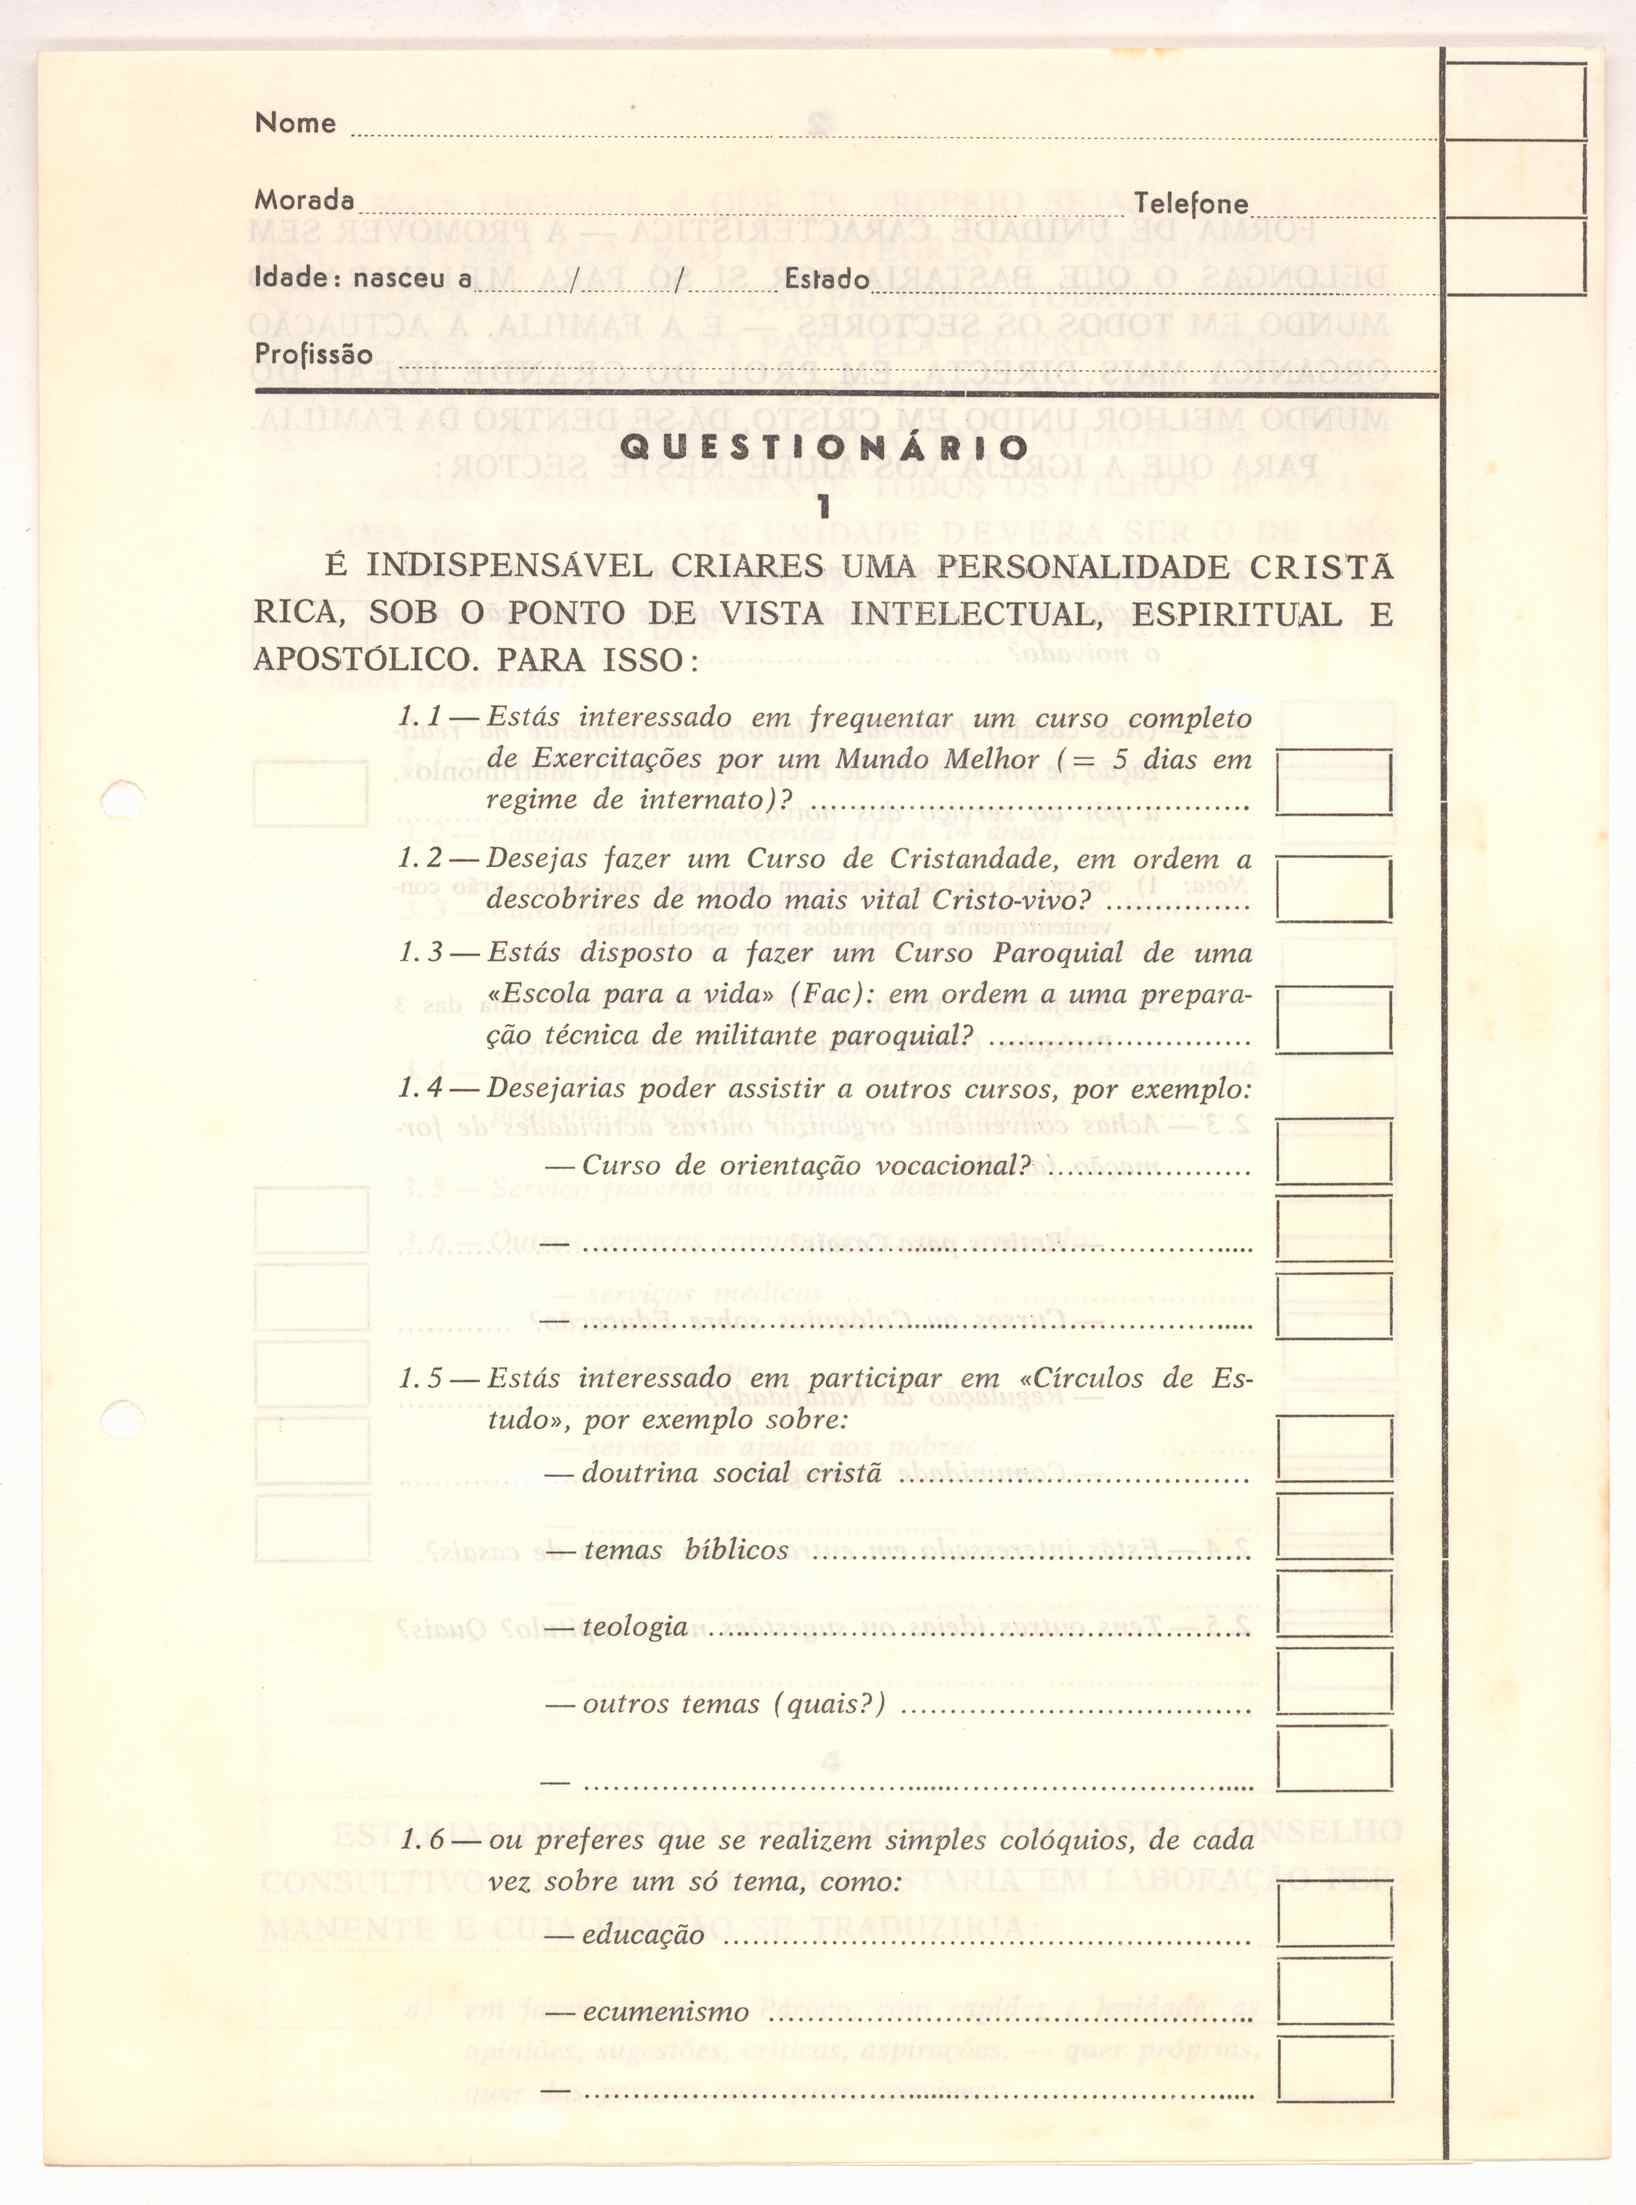 Nome
Morada Telefone
Idade: nasceu a / / Estado
Profissão
QUESTIONÁRIO
1
É INDISPENSÁVEL CRIARES UMA PERSONALIDADE CRISTÃ
RICA, SOB O PONTO DE VISTA INTELECTUAL, ESPIRITUAL E
APOSTÓLICO. PARA ISSO:
1.1 — Estás interessado em frequentar um curso completo
de Exercitações por um Mundo Melhor (= 5 dias em
regime de internato)?
1.2 — Desejas fazer um Curso de Cristandade, em ordem a
descobrires de modo mais vital Cristo-vivo?
1.3 — Estás disposto a fazer um Curso Paroquial de uma
«Escola para a vida» (Fac): em ordem a uma prepara-
ção técnica de militante paroquial?
1.4 — Desejarias poder assistir a outros cursos, por exemplo:
— Curso de orientação vocacional?
—
—
1.5 — Estás interessado em participar em «Círculos de Es-
tudo», por exemplo sobre:
— doutrina social cristã
— temas bíblicos
— teologia
— outros temas (quais?)
—
1.6 — ou preferes que se realizem simples colóquios, de cada
vez sobre um só tema, como:
— educação
— ecumenismo
—